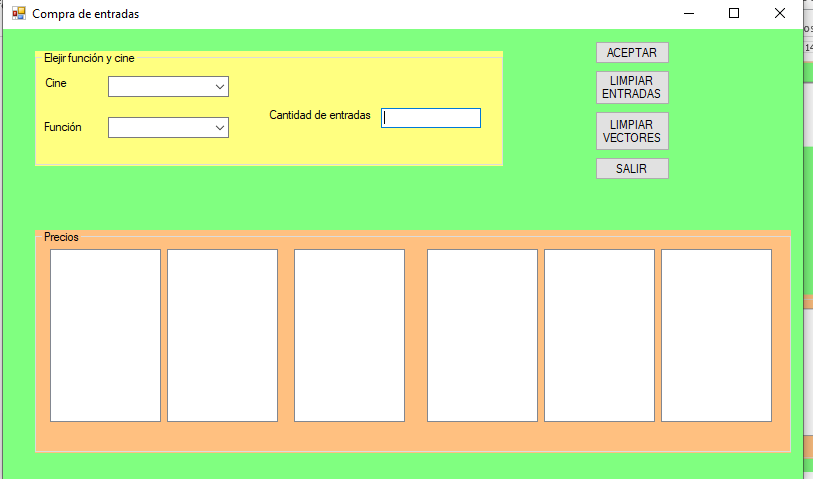 Compra de entradas
Elejir función y cine
Cine
Función
Cantidad de entradas
ACEPTAR
LIMPIAR
ENTRADAS
LIMPIAR
VECTORES
SALIR
Precios